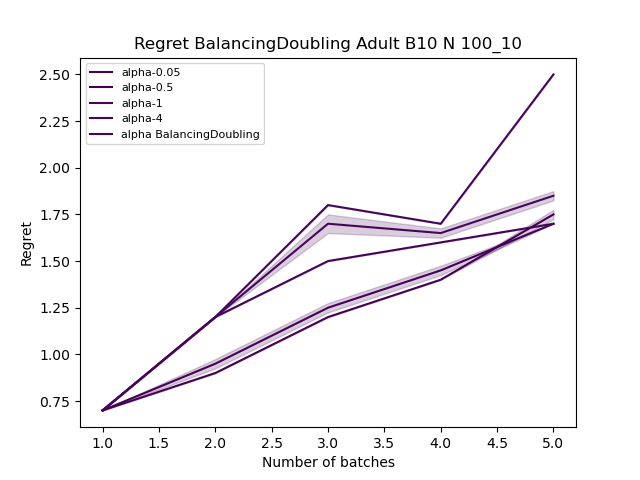 Regret BalancingDoubling Adult B10 N 100_10
alpha-0.05
alpha-0.5
alpha-1
alpha-4
alpha BalancingDoubling
2.50
2.25
2.00
1.75
1.50
1.25
1.00
0.75
Regret
1.0 1.5 2.0 2.5 3.0 3.5 4.0 4.5 5.0
Number of batches